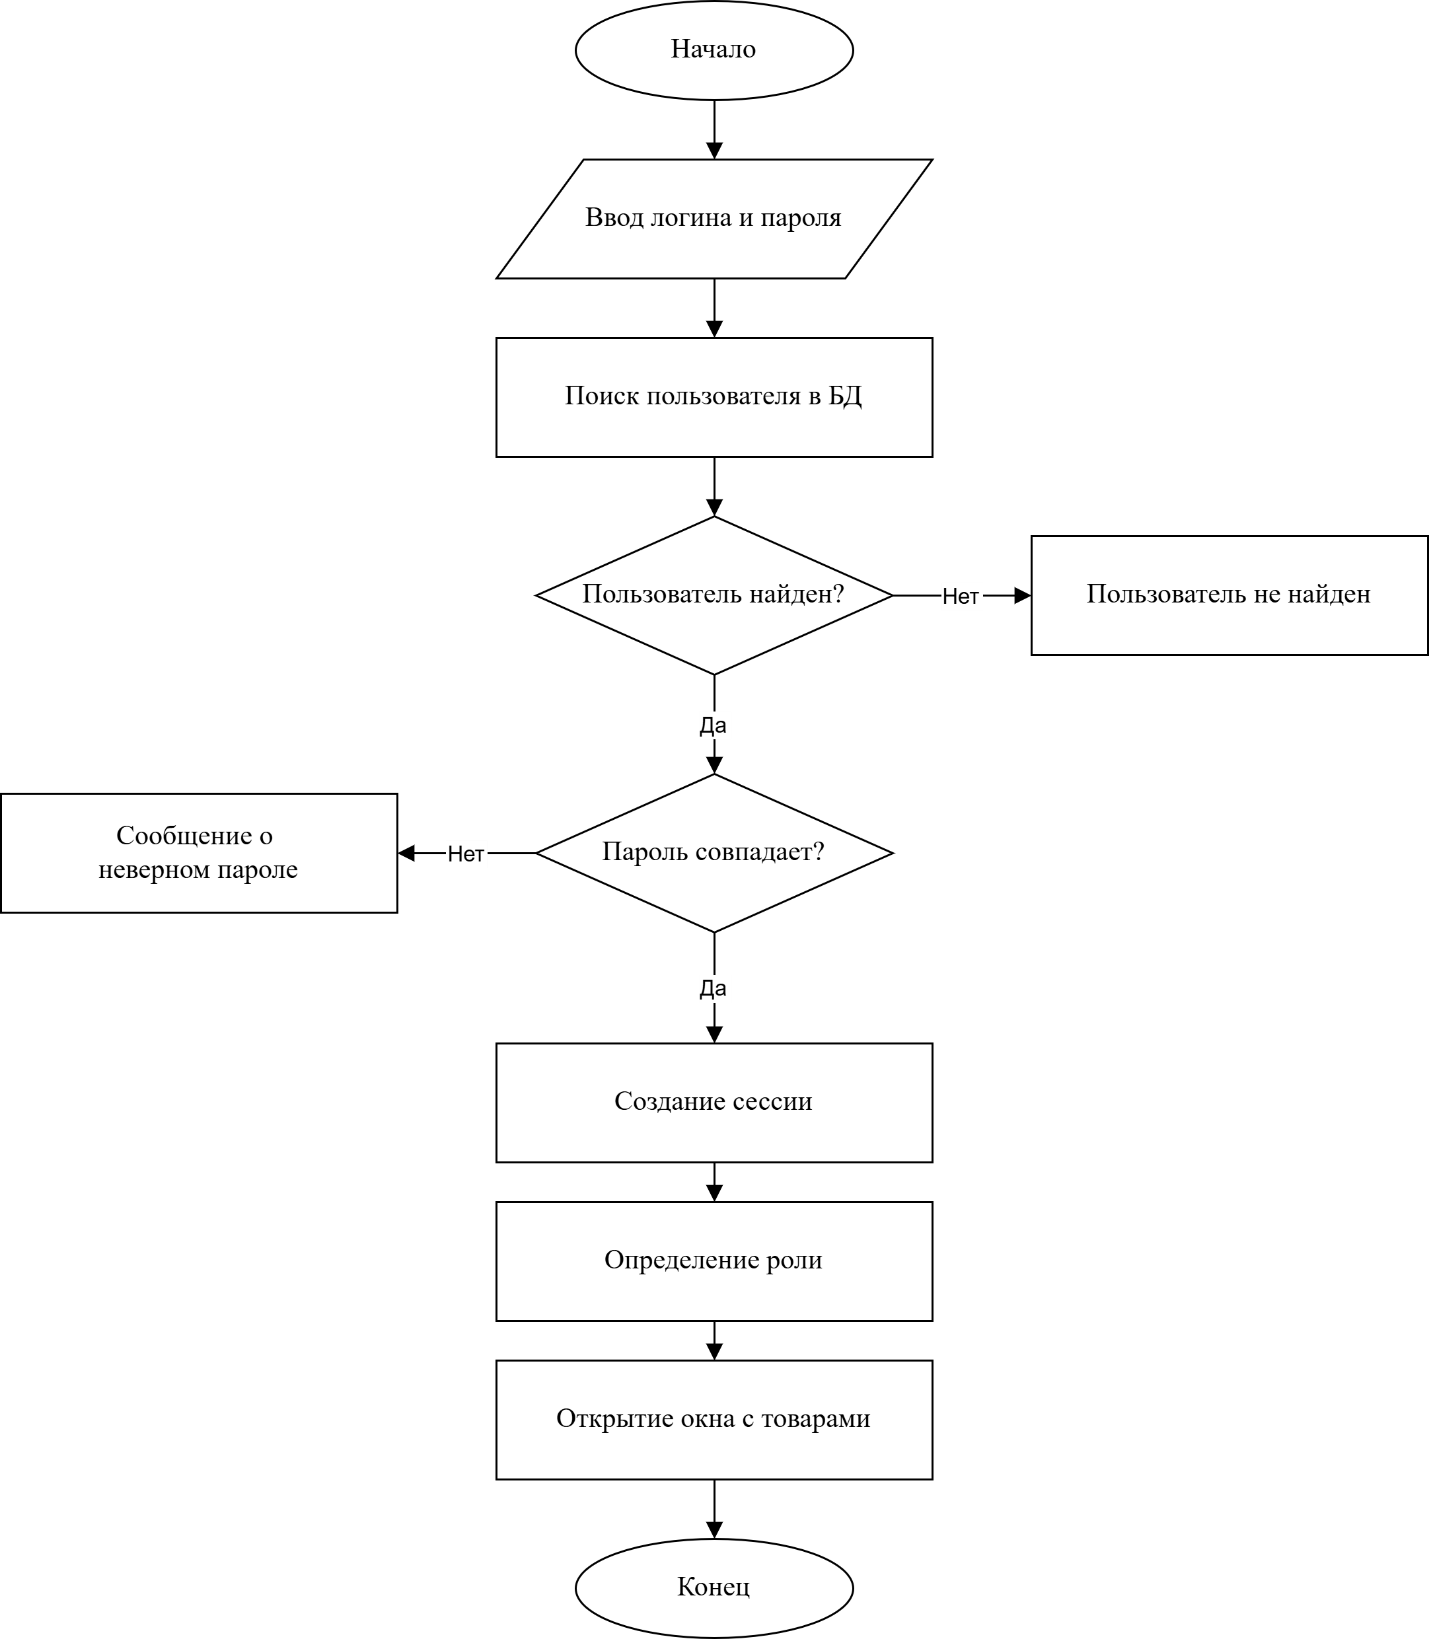 Начало
Ввод логина и пароля
Поиск пользователя в БД
Пользователь найден?
Нет
Пользователь не найден
Да
Сообщение о
неверном пароле
Нет
Пароль совпадает?
Да
Создание сессии
Определение роли
Открытие окна с товарами
Конец